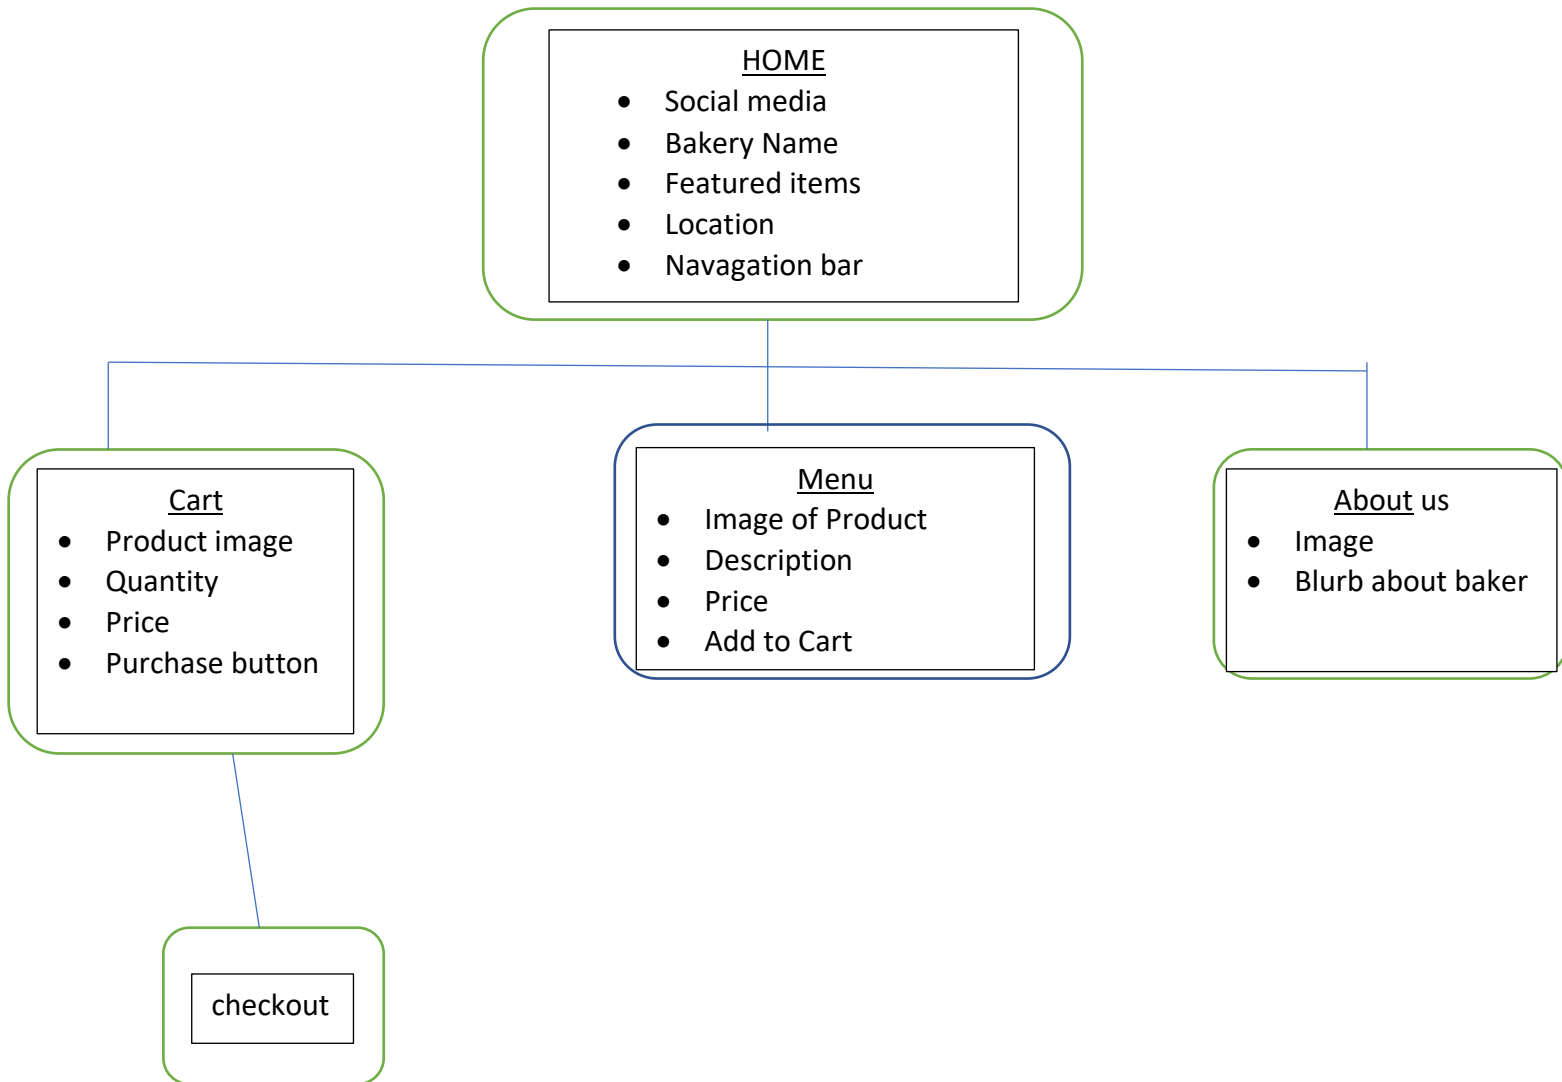 HOME
• Social media
• Bakery Name
• Featured items
• Location
• Navagation bar
Cart
• Product image
• Quantity
• Price
• Purchase button
Menu
• Image of Product
• Description
• Price
• Add to Cart
About us
• Image
• Blurb about baker
checkout